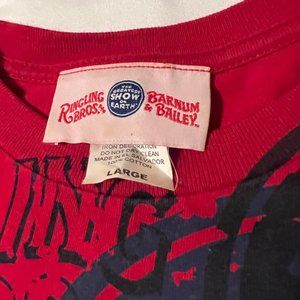 RINGLING BROS. AND
THE GREATEST
SHOW
ON EARTH
BARNUM & BAILEY
IRON DECORATION
DO NOT DRY CLEAN
MADE IN EL SALVADOR
100% COTTON
LARGE